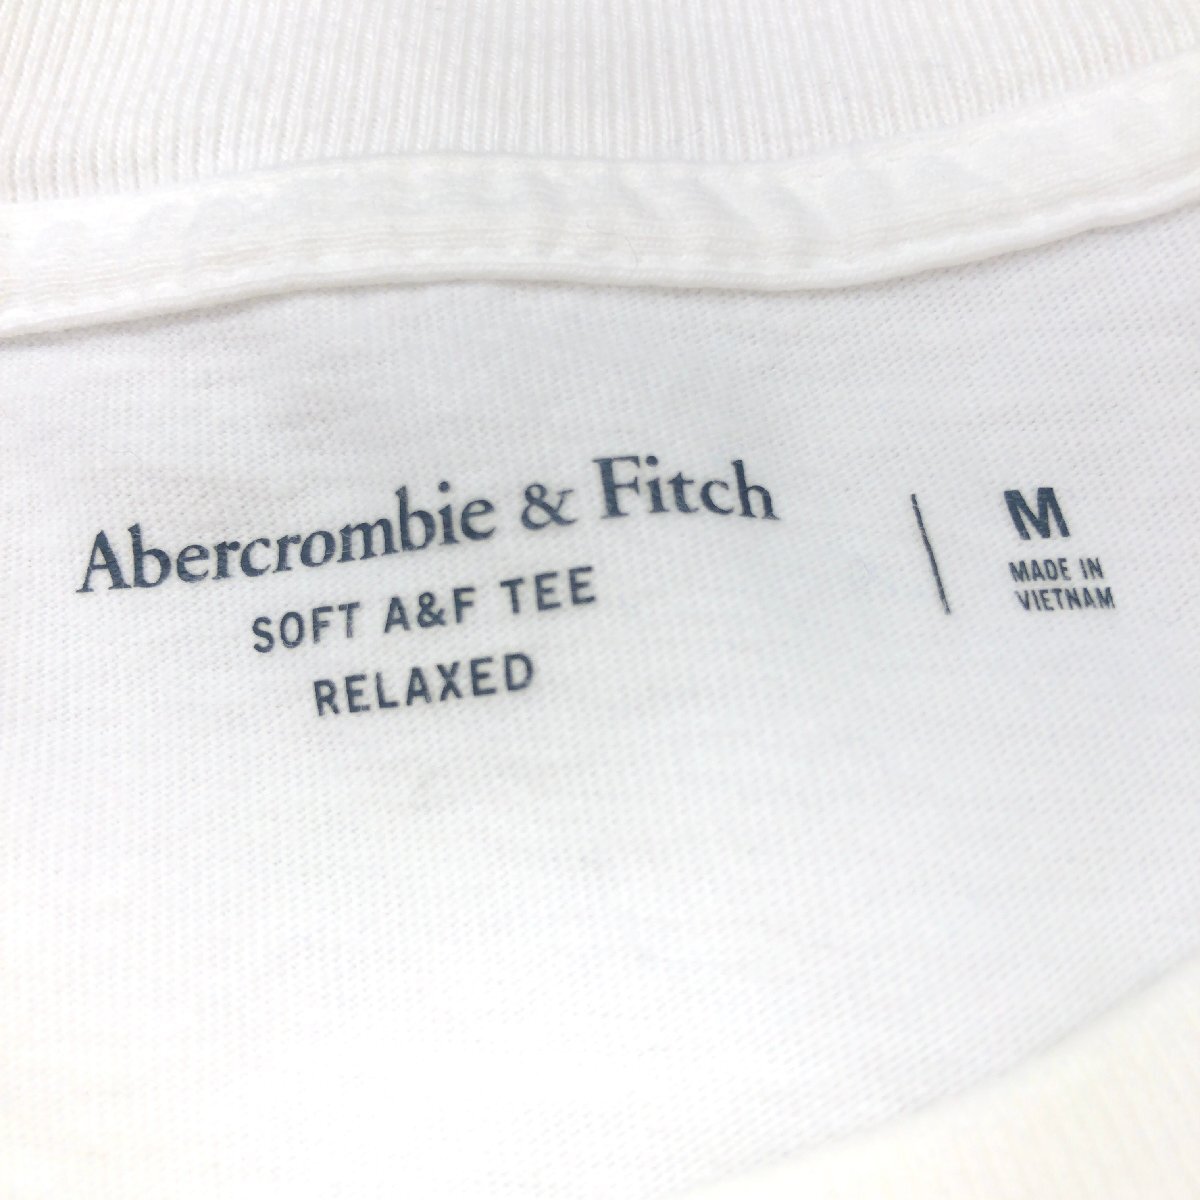 Abercrombie & Fitch
SOFT A&F TEE
RELAXED
M
MADE IN
VIETNAM